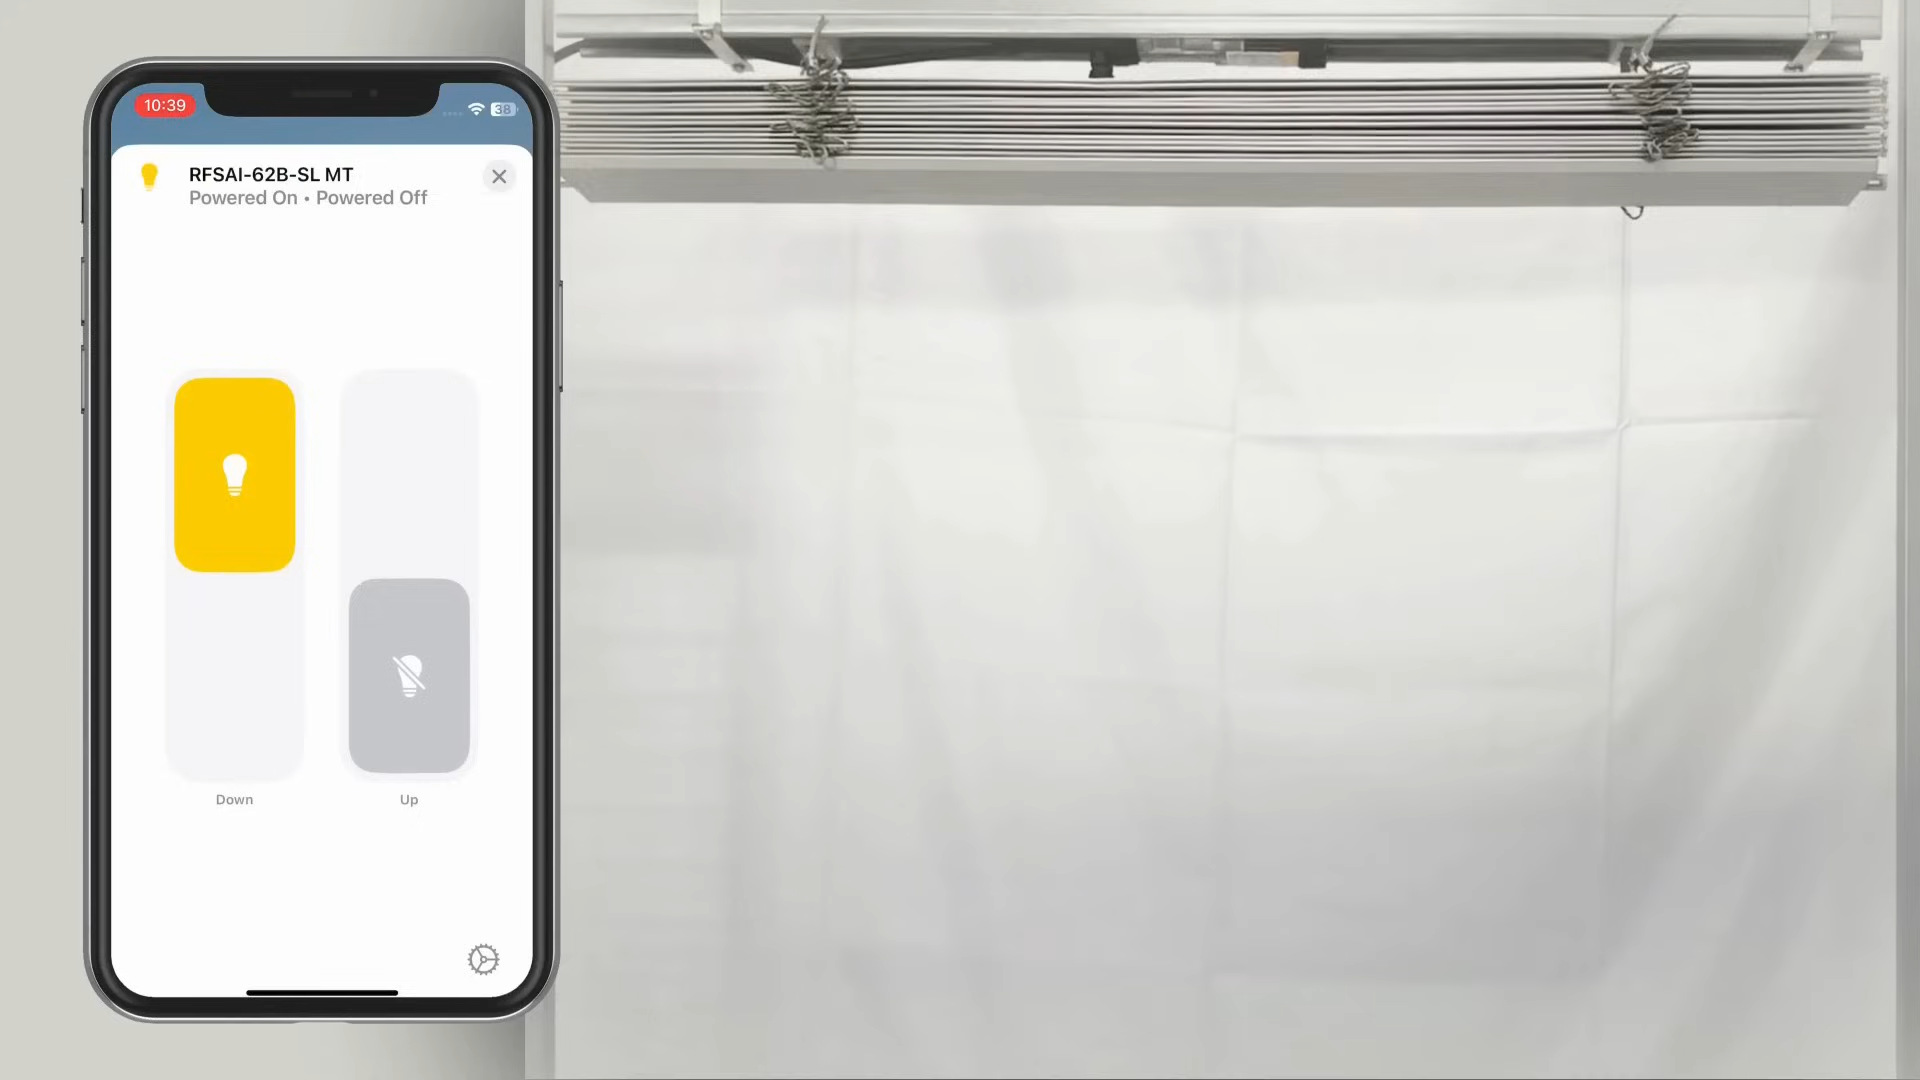 10:39
38
RFSAI-62B-SL MT
Powered On • Powered Off
Down
Up